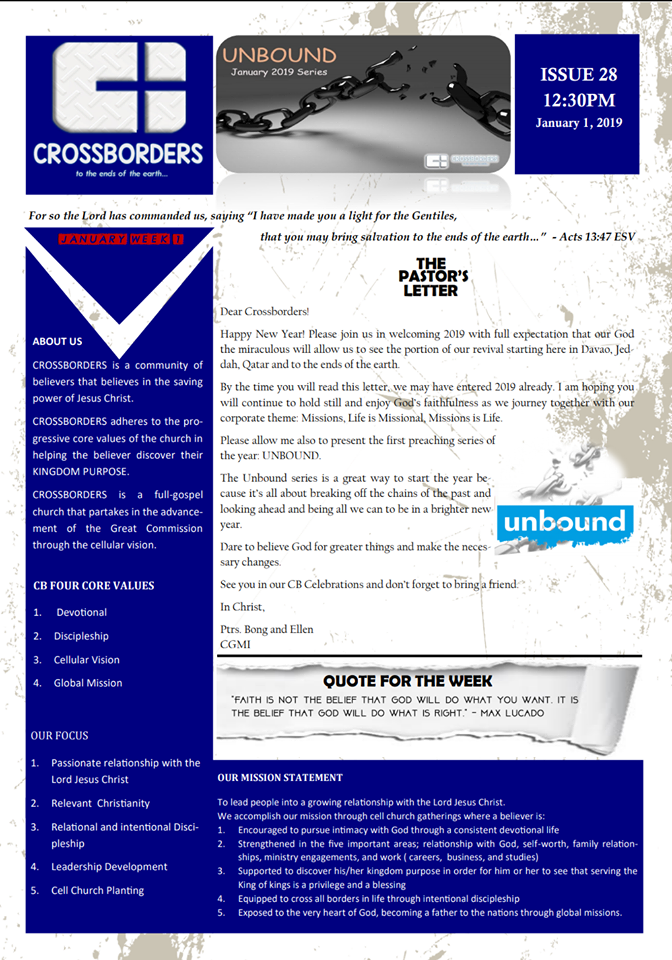 CROSSBORDERS
to the ends of the earth...
UNBOUND
January 2019 Series
CROSSBORDERS
ISSUE 28
12:30PM
January 1, 2019
For so the Lord has commanded us, saying “I have made you a light for the Gentiles,
that you may bring salvation to the ends of the earth…” - Acts 13:47 ESV
JANUARY WEEK 1
ABOUT US
CROSSBORDERS is a community of
believers that believes in the saving
power of Jesus Christ.
CROSSBORDERS adheres to the pro-
gressive core values of the church in
helping the believer discover their
KINGDOM PURPOSE.
CROSSBORDERS is a full-gospel
church that partakes in the advance-
ment of the Great Commission
through the cellular vision.
CB FOUR CORE VALUES
1. Devotional
2. Discipleship
3. Cellular Vision
4. Global Mission
OUR FOCUS
1. Passionate relationship with the
Lord Jesus Christ
2. Relevant Christianity
3. Relational and intentional Disci-
pleship
4. Leadership Development
5. Cell Church Planting
THE
PASTOR'S
LETTER
Dear Crossborders!
Happy New Year! Please join us in welcoming 2019 with full expectation that our God
the miraculous will allow us to see the portion of our revival starting here in Davao, Jed-
dah, Qatar and to the ends of the earth.
By the time you will read this letter, we may have entered 2019 already. I am hoping you
will continue to hold still and enjoy God’s faithfulness as we journey together with our
corporate theme: Missions, Life is Missional, Missions is Life.
Please allow me also to present the first preaching series of
the year: UNBOUND.
The Unbound series is a great way to start the year be-
cause it’s all about breaking off the chains of the past and
looking ahead and being all we can to be in a brighter new
year.
Dare to believe God for greater things and make the neces-
sary changes.
See you in our CB Celebrations and don’t forget to bring a friend.
In Christ,
Ptrs. Bong and Ellen
CGMI
unbound
QUOTE FOR THE WEEK
"FAITH IS NOT THE BELIEF THAT GOD WILL DO WHAT YOU WANT. IT IS
THE BELIEF THAT GOD WILL DO WHAT IS RIGHT." - MAX LUCADO
OUR MISSION STATEMENT
To lead people into a growing relationship with the Lord Jesus Christ.
We accomplish our mission through cell church gatherings where a believer is:
1. Encouraged to pursue intimacy with God through a consistent devotional life
2. Strengthened in the five important areas; relationship with God, self-worth, family relation-
ships, ministry engagements, and work ( careers, business, and studies)
3. Supported to discover his/her kingdom purpose in order for him or her to see that serving the
King of kings is a privilege and a blessing
4. Equipped to cross all borders in life through intentional discipleship
5. Exposed to the very heart of God, becoming a father to the nations through global missions.